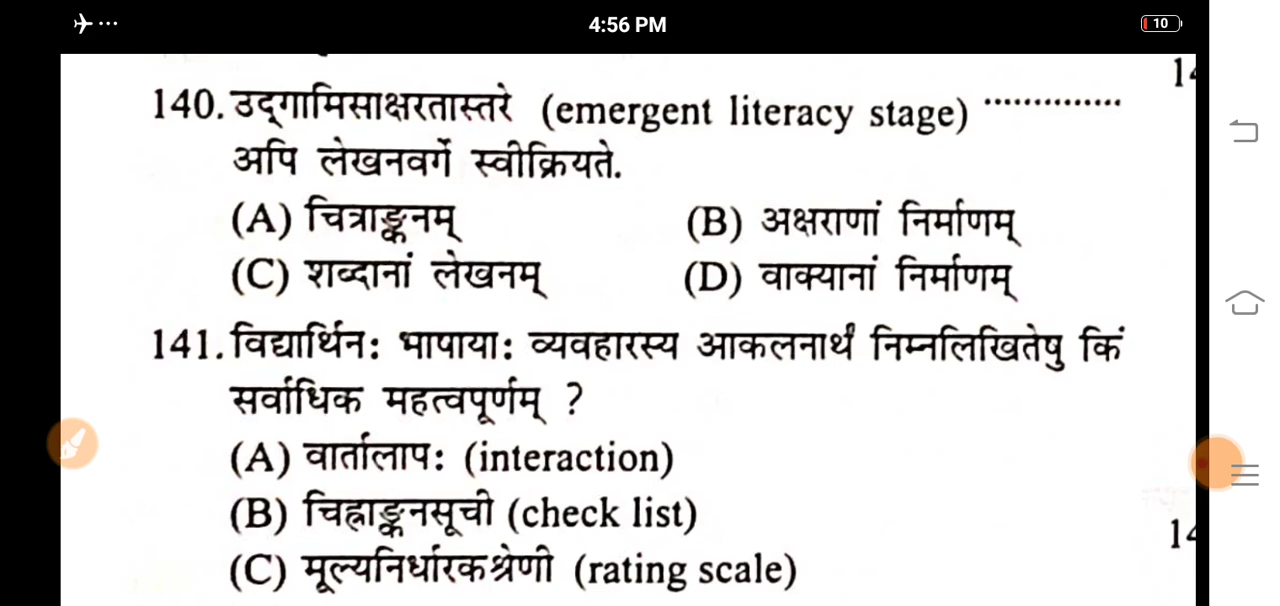 4:56 PM
10
140. उद्‌गामिसाक्षरतास्तरे (emergent literacy stage) ··············
अपि लेखनवर्गे स्वीक्रियते.
(A) चित्राङ्कनम् (B) अक्षराणां निर्माणम्
(C) शब्दानां लेखनम् (D) वाक्यानां निर्माणम्
141. विद्यार्थिनः भाषायाः व्यवहारस्य आकलनार्थं निम्नलिखितेषु किं
सर्वाधिक महत्वपूर्णम् ?
(A) वार्तालापः (interaction)
(B) चिह्नाङ्कनसूची (check list)
(C) मूल्यनिर्धारकश्रेणी (rating scale)